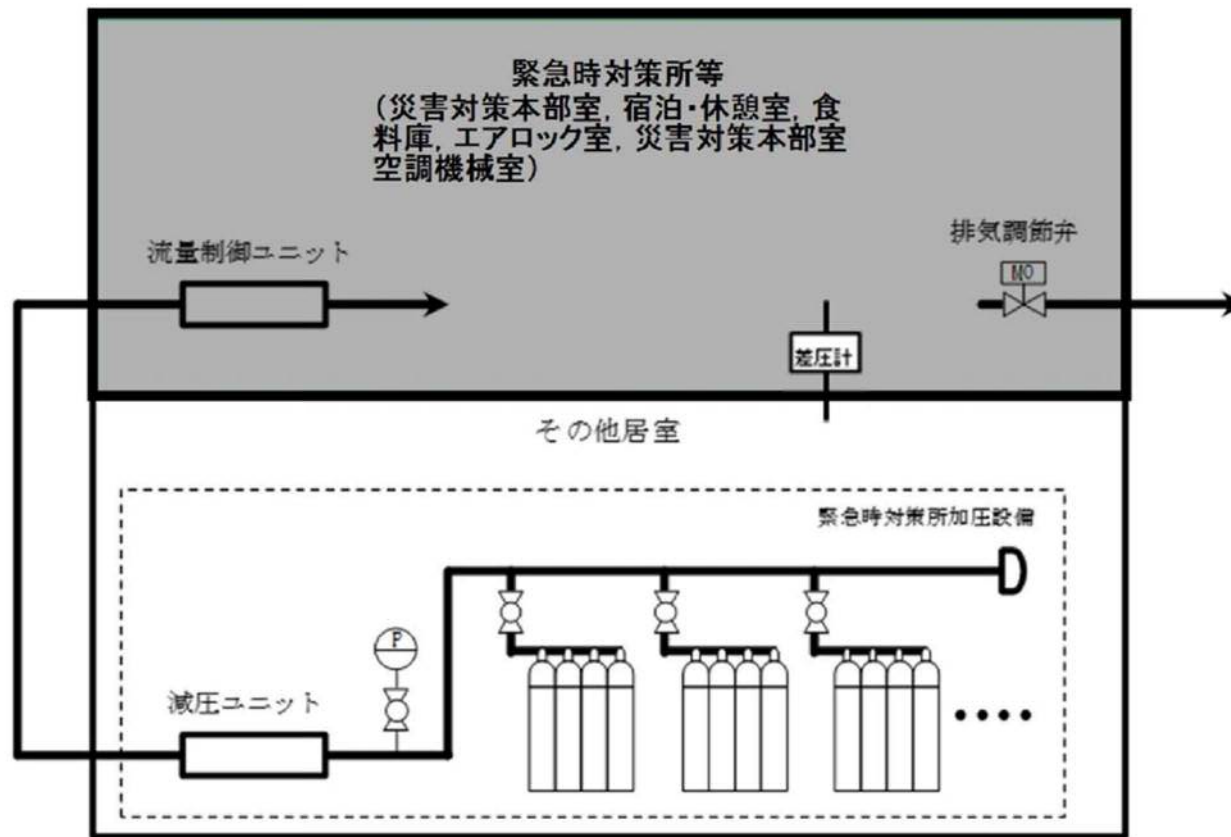 緊急時対策所等
（災害対策本部室，宿泊・休憩室，食
料庫，エアロック室，災害対策本部室
空調機械室）
流量制御ユニット
排気調節弁
MO
差圧計
その他居室
緊急時対策所加圧設備
P
減圧ユニット